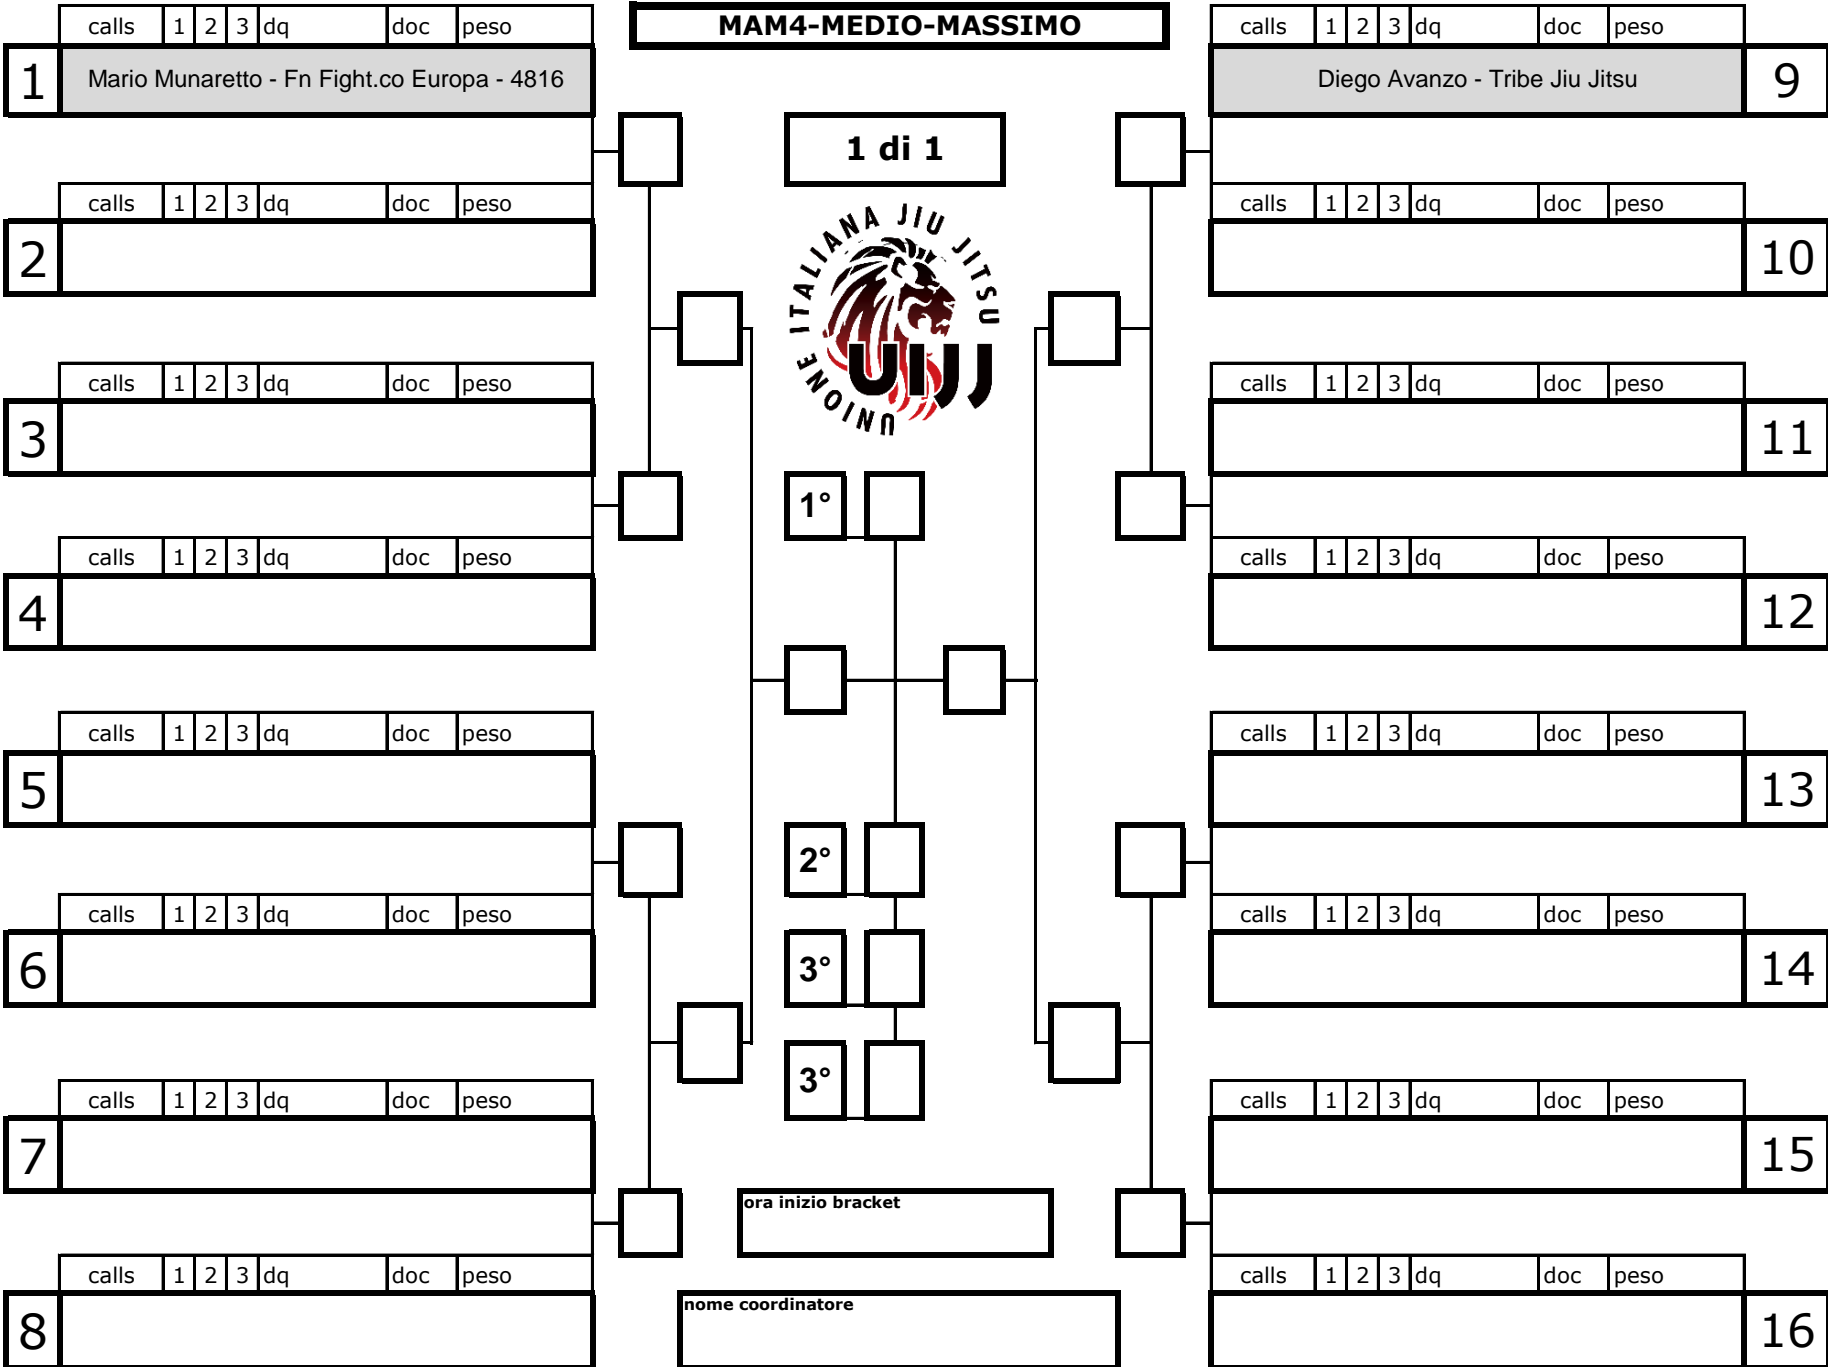 MAM4-MEDIO-MASSIMO
1 di 1
UNIONE ITALIANA JIU JITSU
UIJJ
calls 1 2 3 dq doc peso
1 Mario Munaretto - Fn Fight.co Europa - 4816
calls 1 2 3 dq doc peso
2
calls 1 2 3 dq doc peso
3
calls 1 2 3 dq doc peso
4
calls 1 2 3 dq doc peso
5
calls 1 2 3 dq doc peso
6
calls 1 2 3 dq doc peso
7
calls 1 2 3 dq doc peso
8
1°
2°
3°
3°
ora inizio bracket
nome coordinatore
calls 1 2 3 dq doc peso
Diego Avanzo - Tribe Jiu Jitsu 9
calls 1 2 3 dq doc peso
10
calls 1 2 3 dq doc peso
11
calls 1 2 3 dq doc peso
12
calls 1 2 3 dq doc peso
13
calls 1 2 3 dq doc peso
14
calls 1 2 3 dq doc peso
15
calls 1 2 3 dq doc peso
16